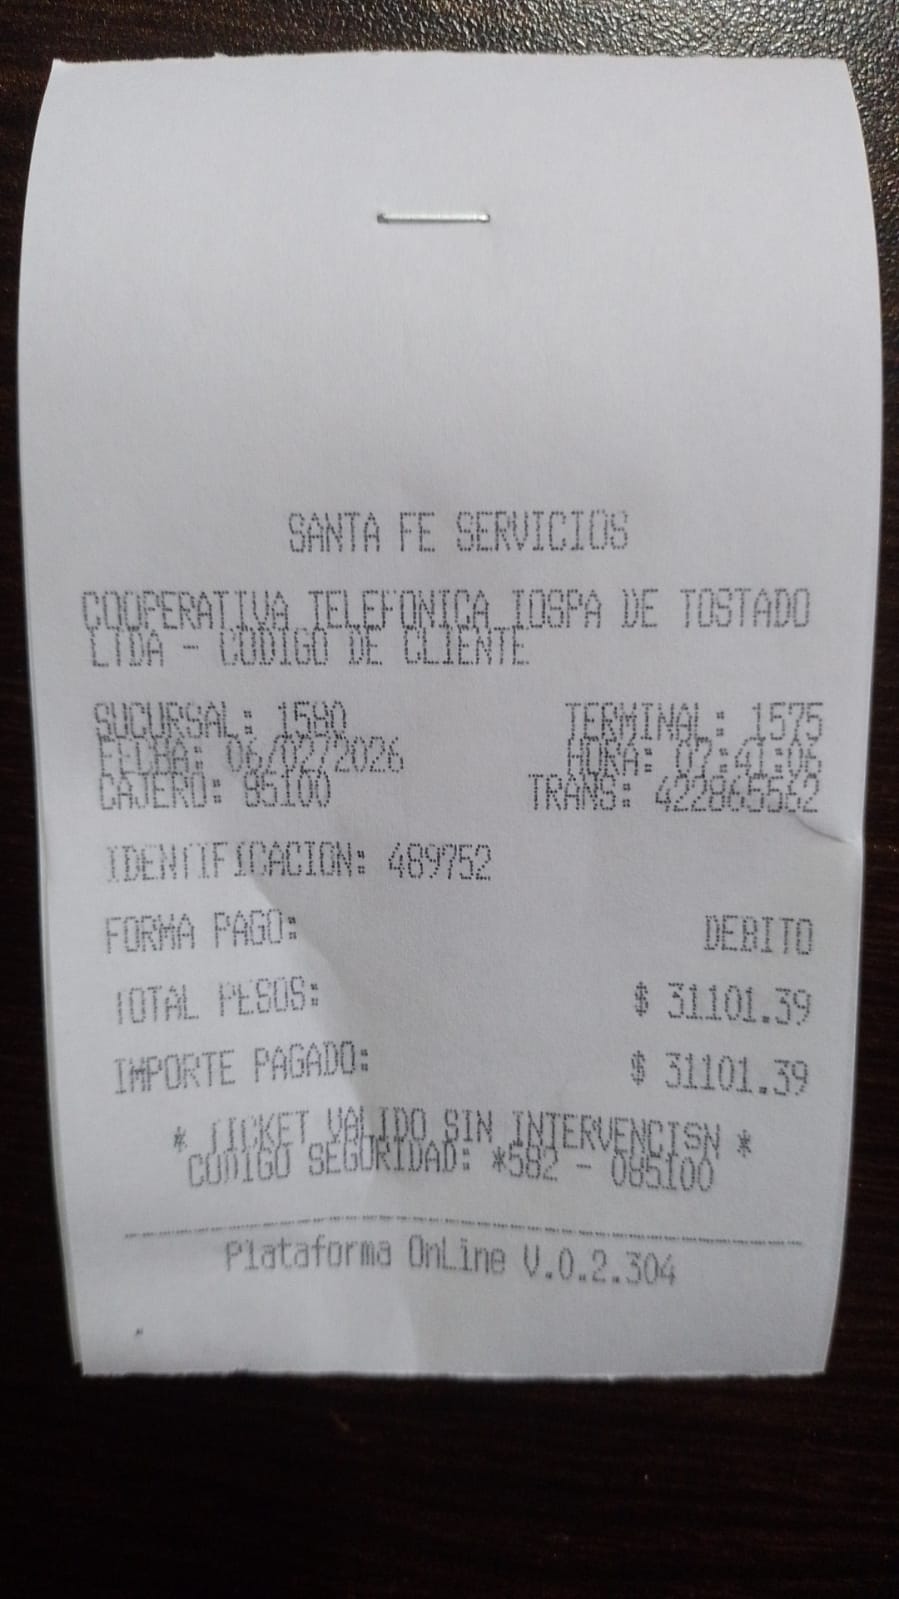 SANTA FE SERVICIOS
COOPERATIVA TELEFONICA IOSPA DE TOSTADO
LTDA - CODIGO DE CLIENTE
SUCURSAL: 1580 TERMINAL: 1575
FECHA: 06/02/2026 HORA: 07:41:06
CAJERO: 85100 TRANS:
IDENTIFICACION: 489752
FORMA PAGO: DEBITO
TOTAL PESOS: $ 31101.39
IMPORTE PAGADO: $ 31101.39
* TICKET VALIDO SIN INTERVENCISN *
CODIGO SEGURIDAD: *582 - 085100
Plataforma OnLine V.0.2.304